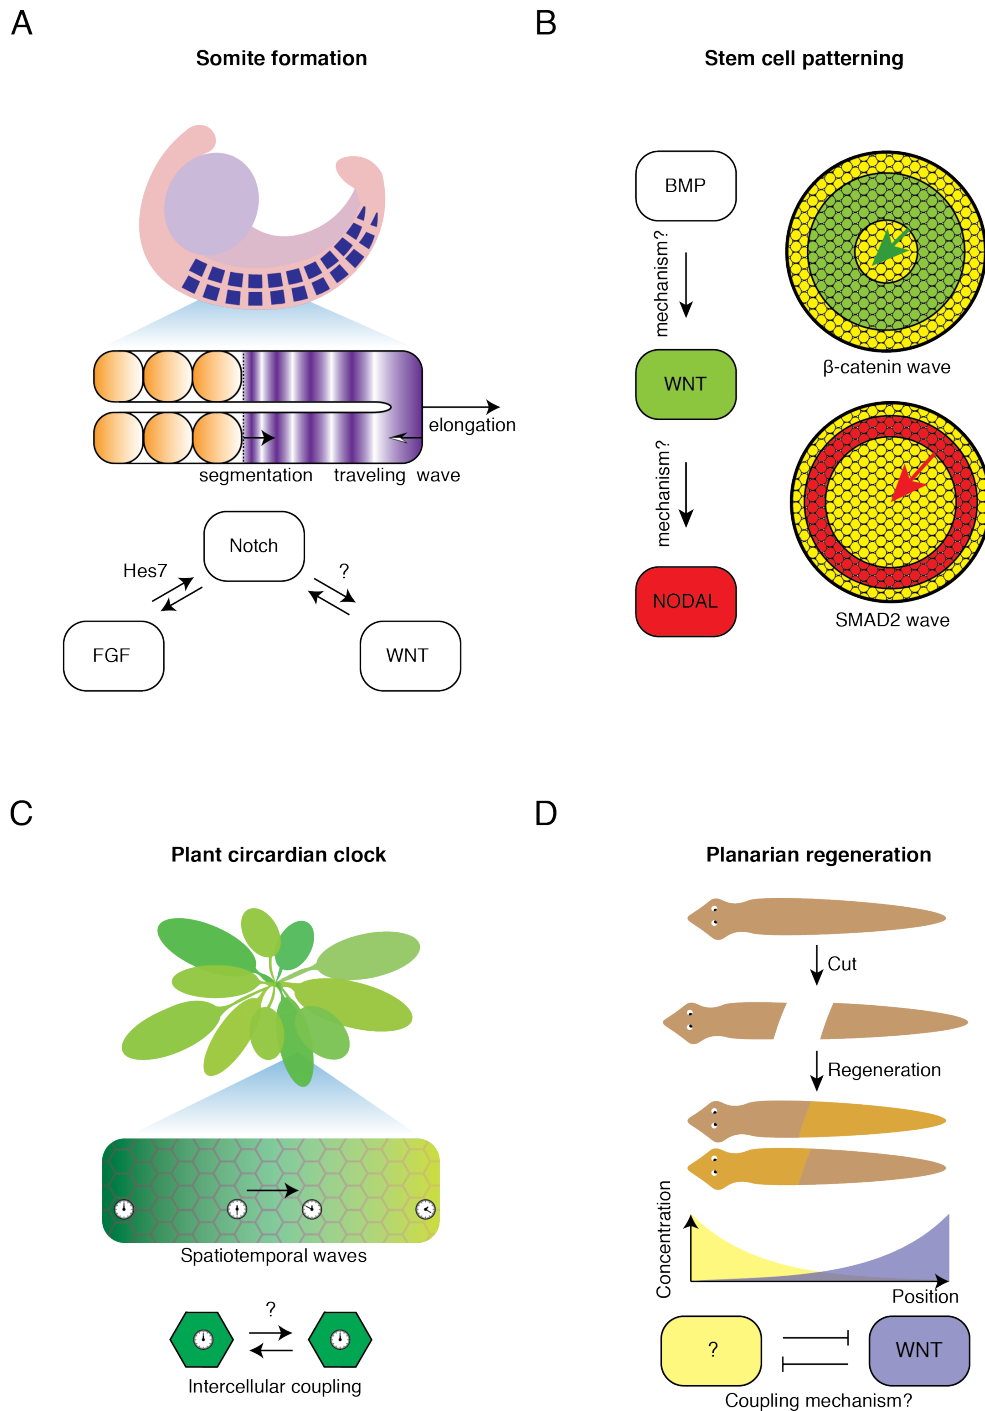 A
Somite formation
elongation
segmentation
traveling wave
Notch
Hes7
?
FGF
WNT
B
Stem cell patterning
BMP
mechanism?
WNT
β-catenin wave
mechanism?
NODAL
SMAD2 wave
C
Plant circardian clock
Spatiotemporal waves
?
Intercellular coupling
D
Planarian regeneration
Cut
Regeneration
Concentration
Position
?
WNT
Coupling mechanism?